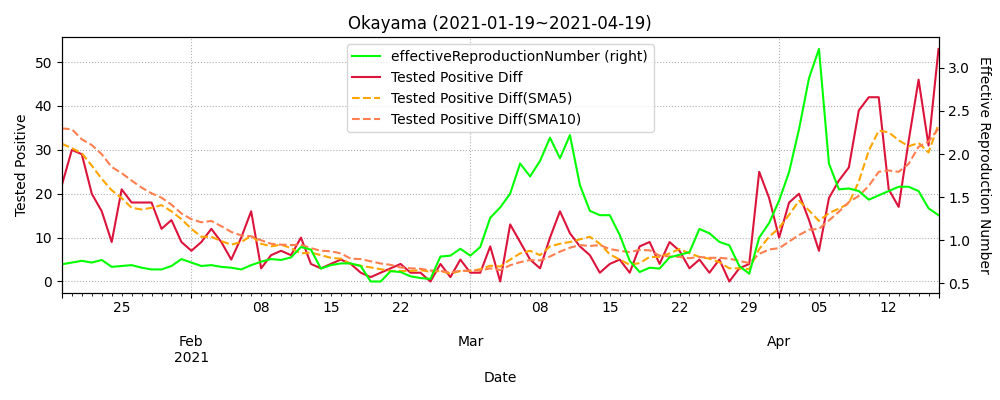 Okayama (2021-01-19~2021-04-19)
effectiveReproductionNumber (right)
Tested Positive Diff
Tested Positive Diff(SMA5)
Tested Positive Diff(SMA10)
Tested Positive
50
40
30
20
10
0
Effective Reproduction Number
3.0
2.5
2.0
1.5
1.0
0.5
25 08 15 22 08 15 22 29 05 12
Feb Mar Apr
2021
Date